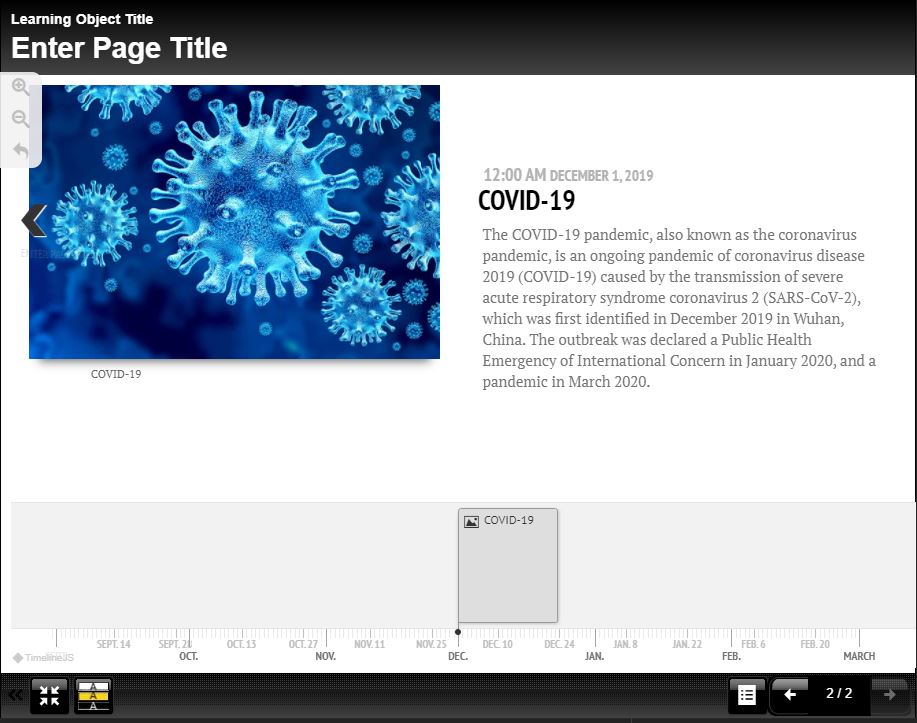 Learning Object Title
Enter Page Title
12:00 AM DECEMBER 1, 2019
COVID-19
The COVID-19 pandemic, also known as the coronavirus
pandemic, is an ongoing pandemic of coronavirus disease
2019 (COVID-19) caused by the transmission of severe
acute respiratory syndrome coronavirus 2 (SARS-CoV-2),
which was first identified in December 2019 in Wuhan,
China. The outbreak was declared a Public Health
Emergency of International Concern in January 2020, and a
pandemic in March 2020.
COVID-19
COVID-19
SEPT. 14 SEPT. 28 OCT. 13 OCT. 27 NOV. 11 NOV. 25 DEC. 10 DEC. 24 JAN. 8 JAN. 22 FEB. 6 FEB. 20
OCT. NOV. DEC. JAN. FEB. MARCH
TimelineJS
A
A
A
2 / 2